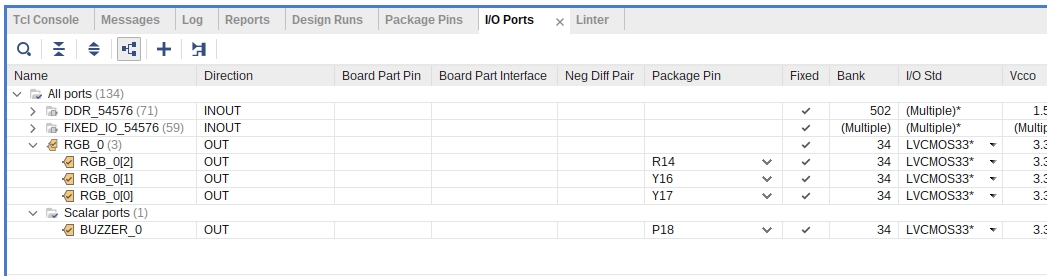 Tcl Console Messages Log Reports Design Runs Package Pins I/O Ports × Linter
Name Direction Board Part Pin Board Part Interface Neg Diff Pair Package Pin Fixed Bank I/O Std Vcco
All ports (134)
DDR_54576 (71) INOUT 502 (Multiple)* 1.5
FIXED_IO_54576 (59) INOUT (Multiple) (Multiple)* (Multip
RGB_0 (3) OUT 34 LVCMOS33* 3.3
RGB_0[2] OUT R14 34 LVCMOS33* 3.3
RGB_0[1] OUT Y16 34 LVCMOS33* 3.3
RGB_0[0] OUT Y17 34 LVCMOS33* 3.3
Scalar ports (1)
BUZZER_0 OUT P18 34 LVCMOS33* 3.3